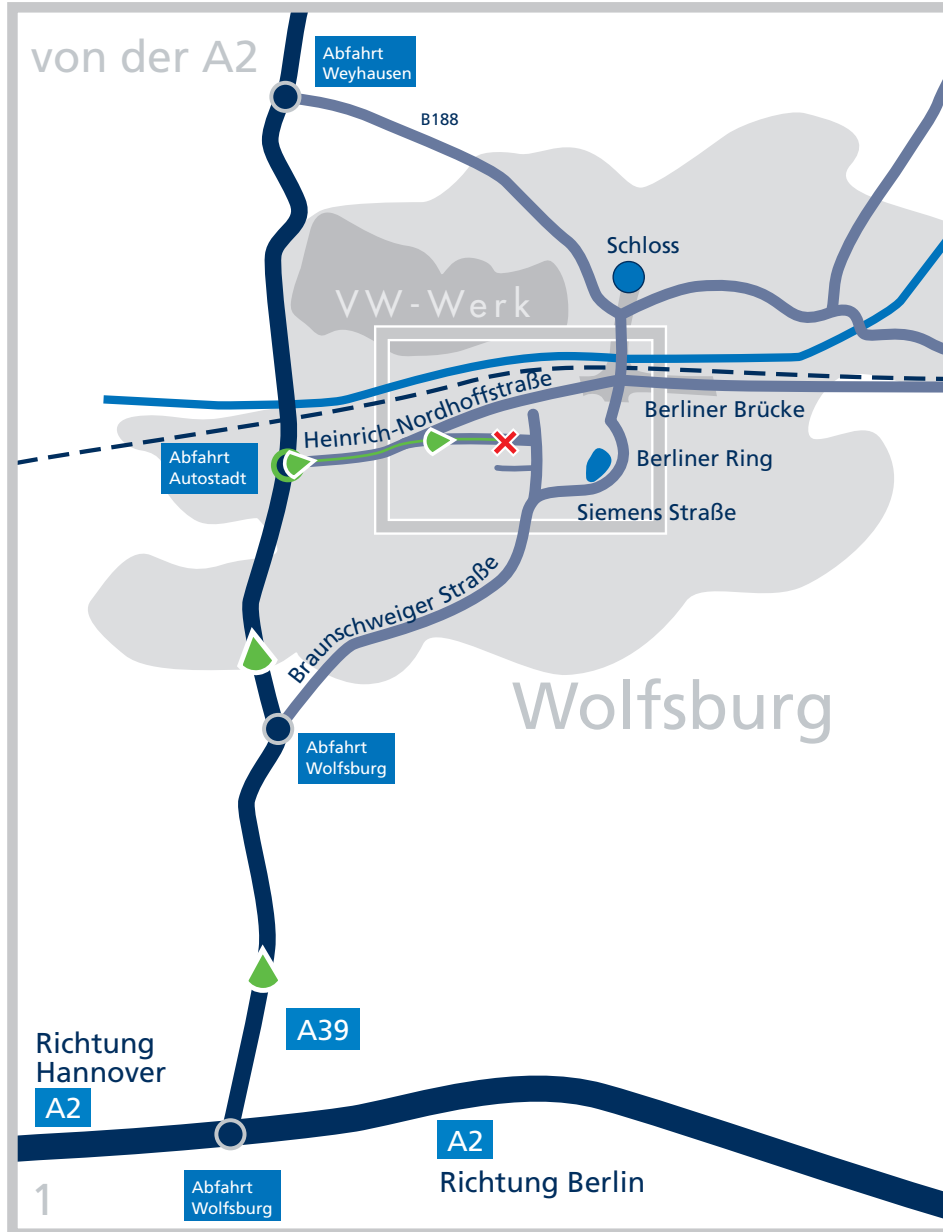 von der A2
Abfahrt
Weyhausen
B188
Schloss
VW-Werk
Heinrich-Nordhoffstraße
Berliner Brücke
Abfahrt
Autostadt
Berliner Ring
Siemens Straße
Braunschweiger Straße
Wolfsburg
Abfahrt
Wolfsburg
A39
Richtung
Hannover
A2
A2
Richtung Berlin
Abfahrt
Wolfsburg
1